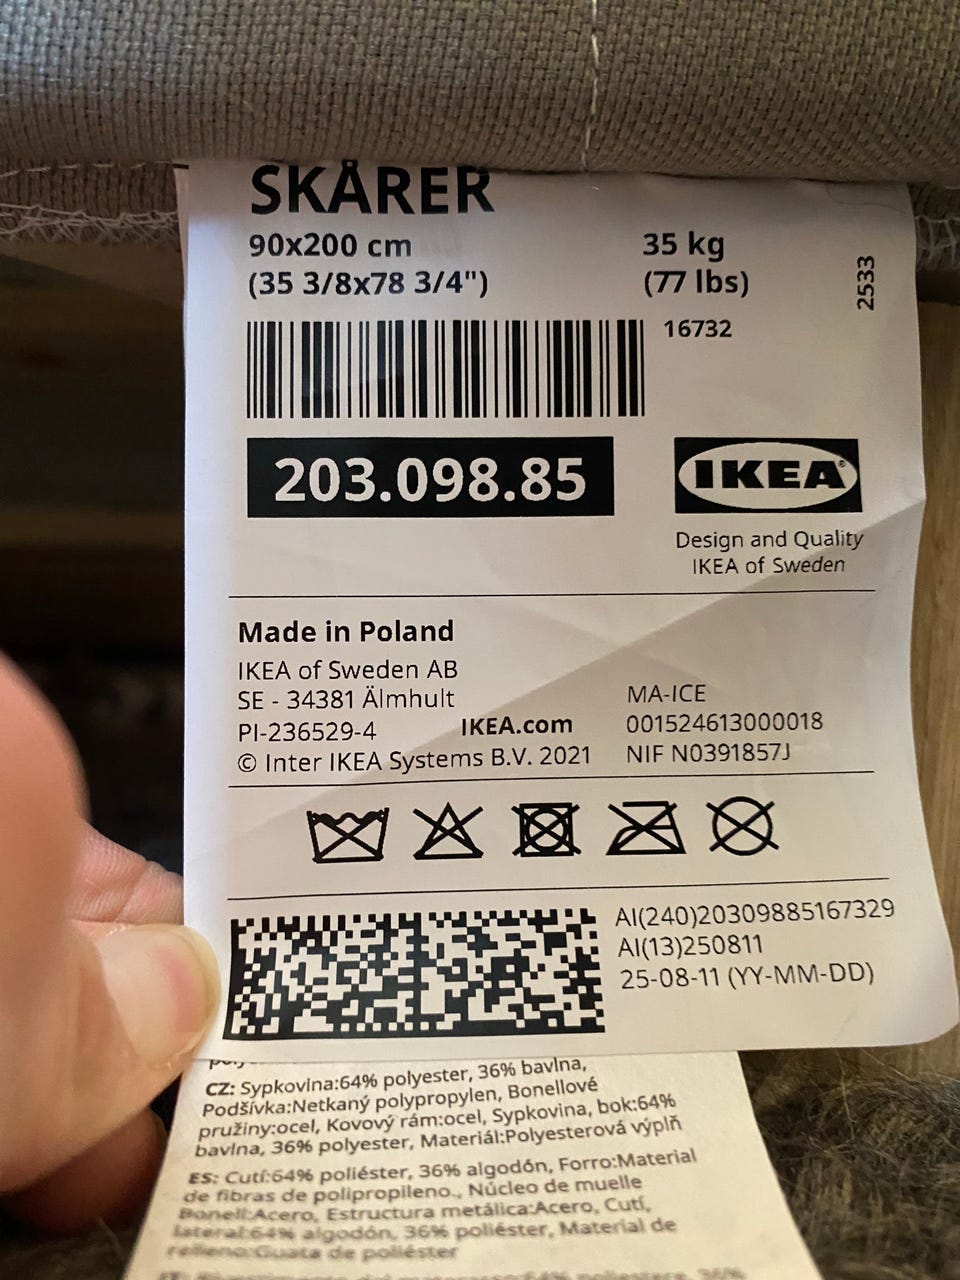 SKÅRER
90x200 cm
(35 3/8x78 3/4")
35 kg
(77 lbs)
2533
16732
203.098.85
IKEA®
Design and Quality
IKEA of Sweden
Made in Poland
IKEA of Sweden AB
SE - 34381 Älmhult
PI-236529-4
IKEA.com
© Inter IKEA Systems B.V. 2021
MA-ICE
001524613000018
NIF N0391857J
AI(240)20309885167329
AI(13)250811
25-08-11 (YY-MM-DD)
CZ: Sypkovina:64% polyester, 36% bavlna,
Podšívka:Netkaný polypropylen, Bonellové
pružiny:ocel, Kovový rám:ocel, Sypkovina, bok:64%
bavlna, 36% polyester, Materiál:Polyesterová výplň
ES: Cutí:64% poliéster, 36% algodón, Forro:Material
de fibras de polipropileno., Núcleo de muelle
Bonell:Acero, Estructura metálica:Acero, Cutí,
lateral:64% algodón, 36% poliéster, Material de
relleno:Guata de poliéster